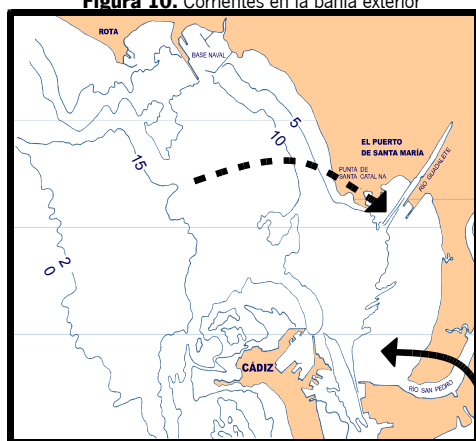 Figura 10. Corrientes en la bahía exterior
ROTA
BASE NAVAL
5
10
15
EL PUERTO
DE SANTA MARÍA
PUNTA DE
SANTA CATALINA
RÍO GUADALETE
20
CÁDIZ
RÍO SAN PEDRO